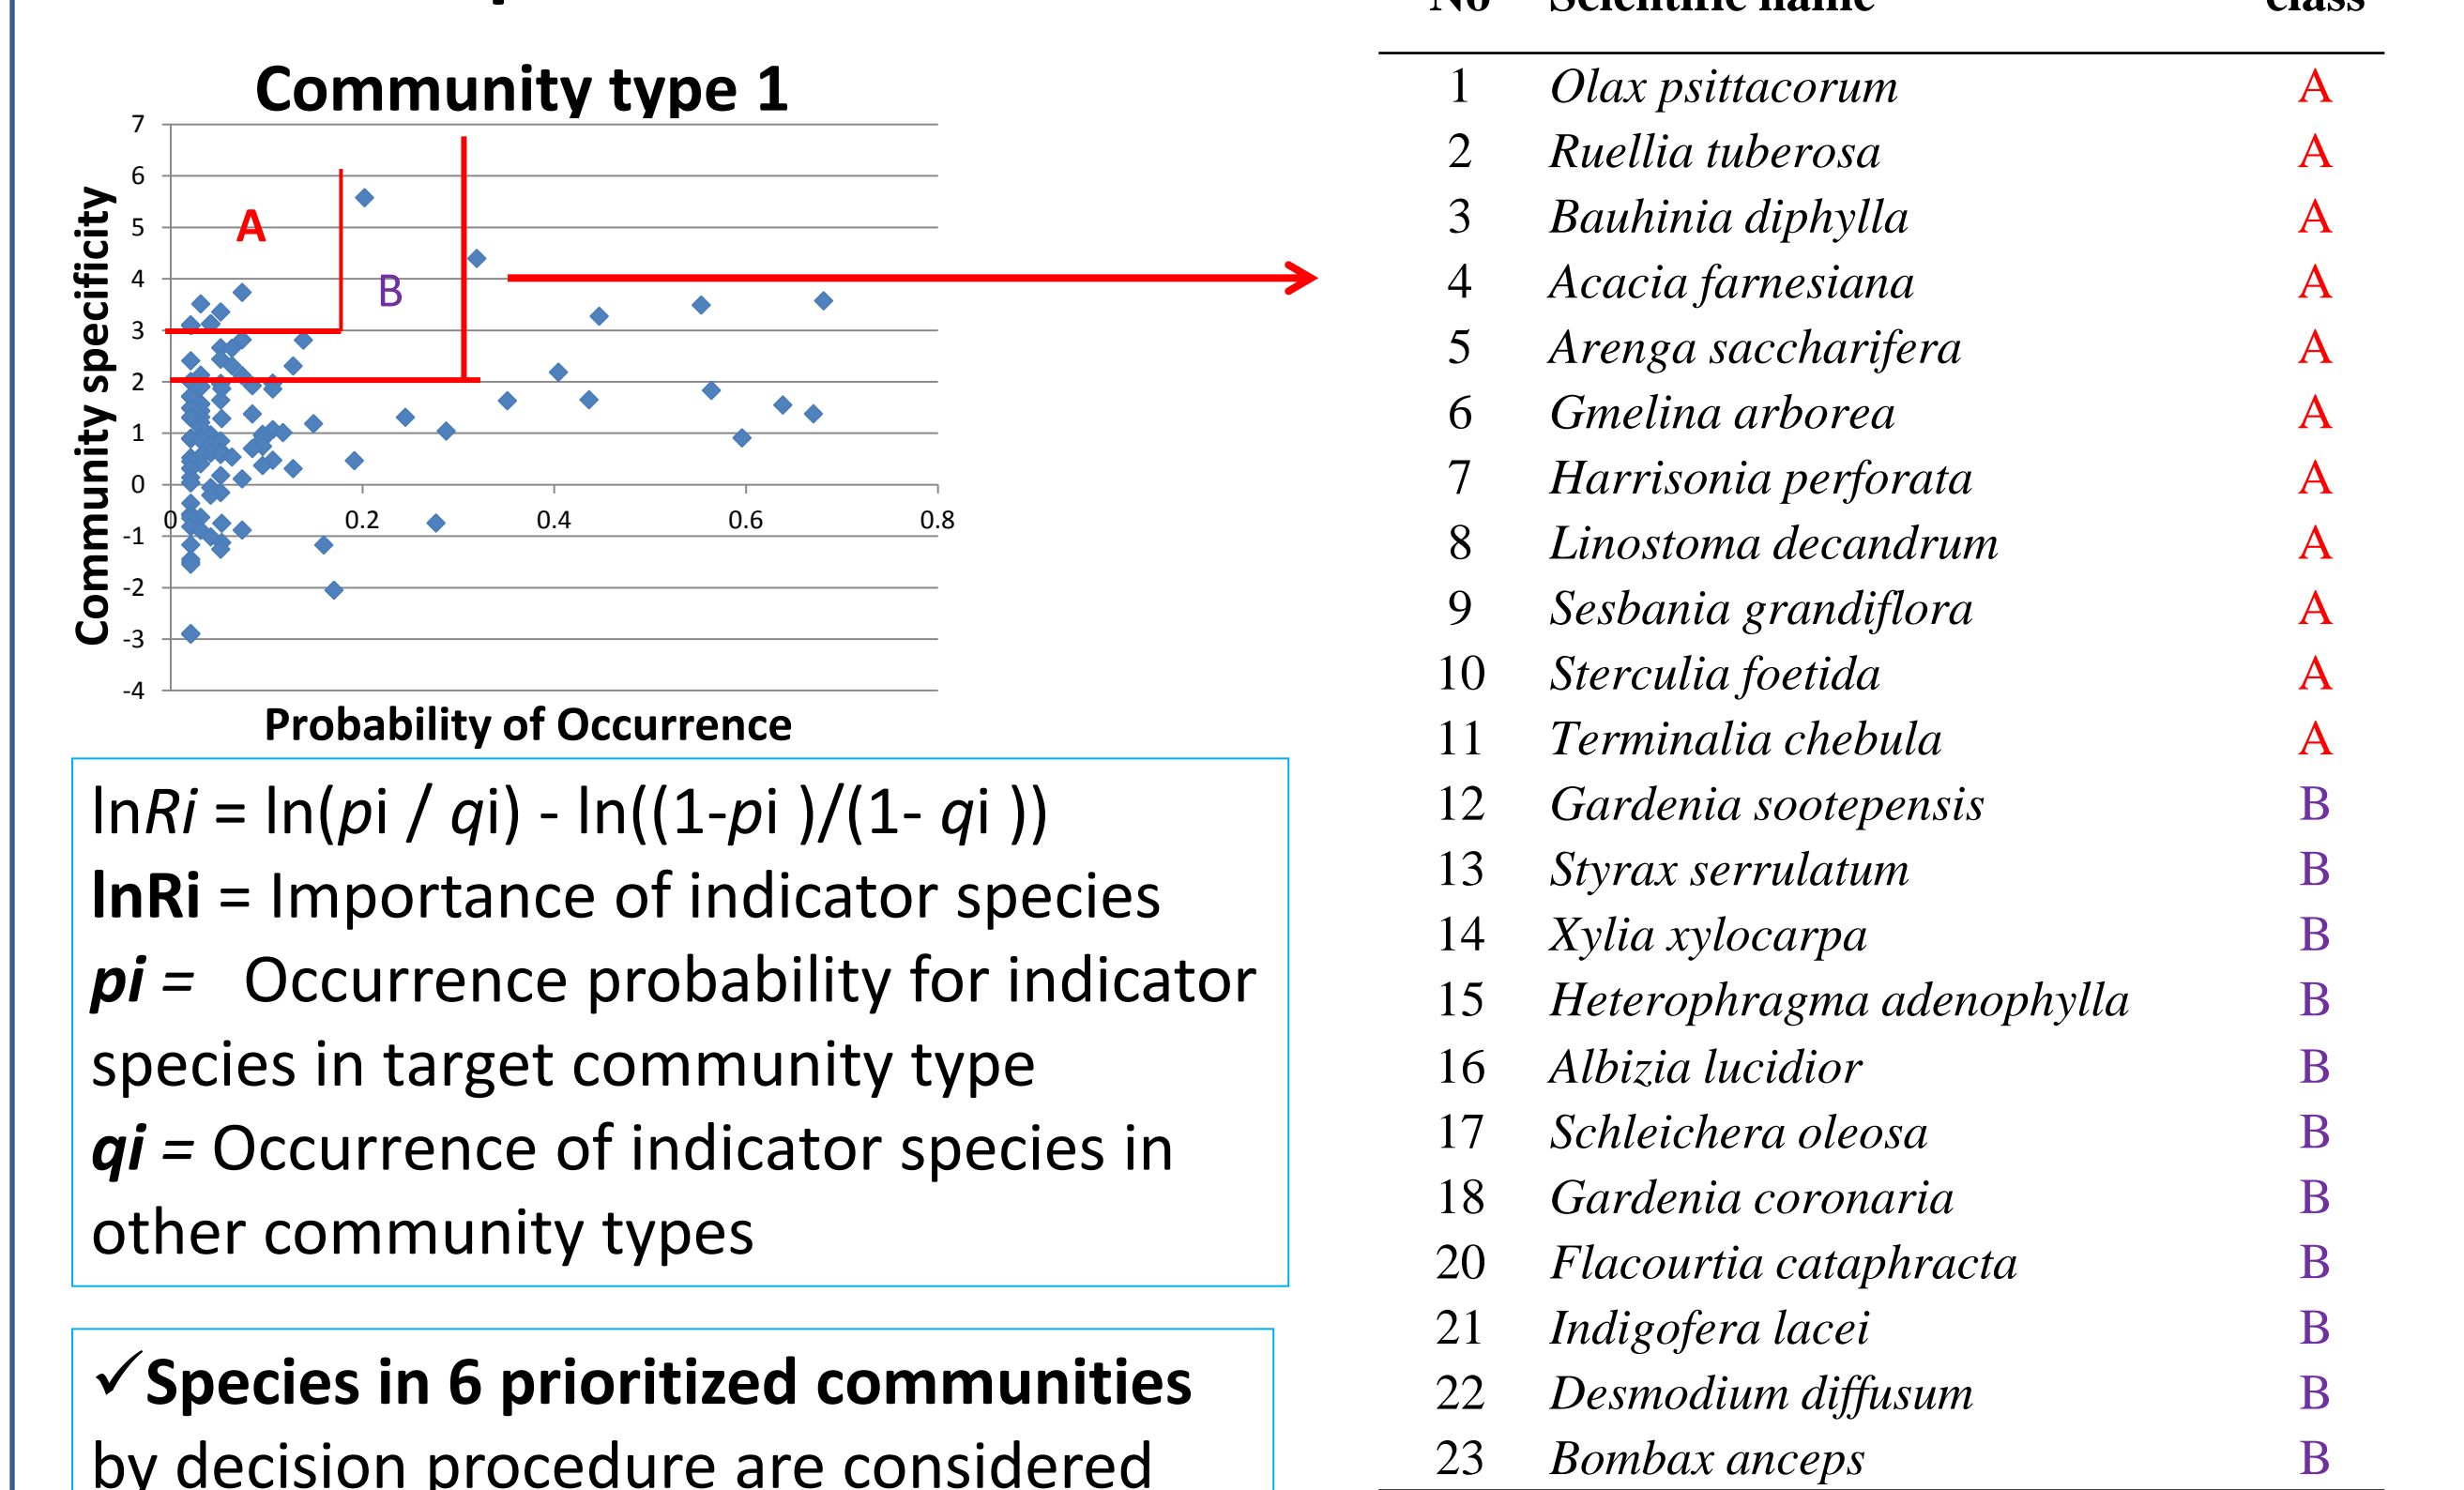 Community type 1
7
6
5
4
3
2
1
0
-1
-2
-3
-4
0 0.2 0.4 0.6 0.8
A
B
Community specificity
Probability of Occurrence
lnRi = ln(pi / qi) - ln((1-pi )/(1- qi ))
lnRi = Importance of indicator species
pi = Occurrence probability for indicator
species in target community type
qi = Occurrence of indicator species in
other community types
✓Species in 6 prioritized communities
by decision procedure are considered
No Scientific name class
1 Olax psittacorum A
2 Ruellia tuberosa A
3 Bauhinia diphylla A
4 Acacia farnesiana A
5 Arenga saccharifera A
6 Gmelina arborea A
7 Harrisonia perforata A
8 Linostoma decandrum A
9 Sesbania grandiflora A
10 Sterculia foetida A
11 Terminalia chebula A
12 Gardenia sootepensis B
13 Styrax serrulatum B
14 Xylia xylocarpa B
15 Heterophragma adenophylla B
16 Albizia lucidior B
17 Schleichera oleosa B
18 Gardenia coronaria B
20 Flacourtia cataphracta B
21 Indigofera lacei B
22 Desmodium diffusum B
23 Bombax anceps B